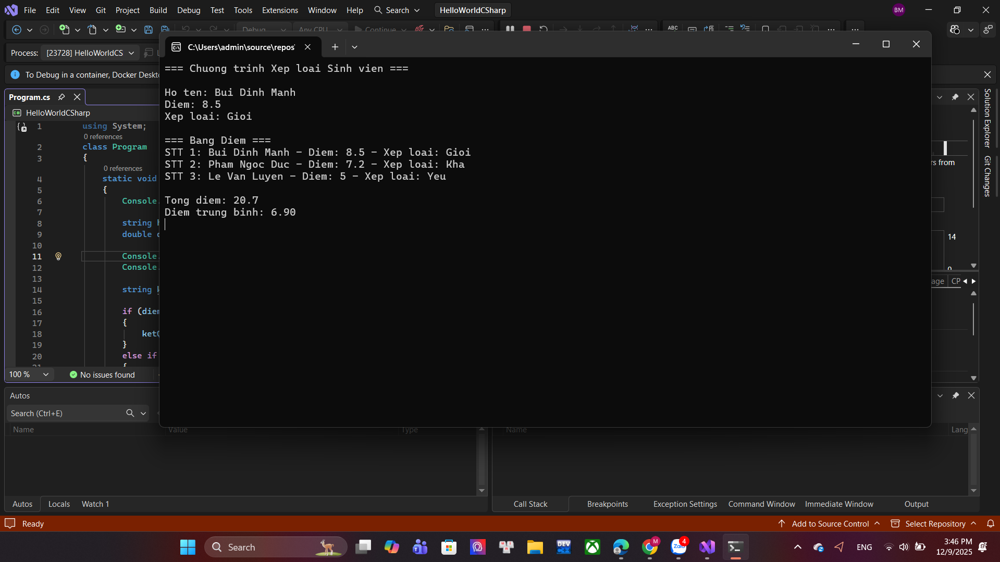 File Edit View Git Project Build Debug Test Tools Extensions Window Help Search HelloWorldCSharp BM
Debug Any CPU Continue ABC
Process: [23728] HelloWorldCS
C:\Users\admin\source\repos\
To Debug in a container, Docker Deskto
=== Chuong trinh Xep loai Sinh vien ===
Ho ten: Bui Dinh Manh
Diem: 8.5
Xep loai: Gioi
=== Bang Diem ===
STT 1: Bui Dinh Manh - Diem: 8.5 - Xep loai: Gioi
STT 2: Pham Ngoc Duc - Diem: 7.2 - Xep loai: Kha
STT 3: Le Van Luyen - Diem: 5 - Xep loai: Yeu
Tong diem: 20.7
Diem trung binh: 6.90
Program.cs
HelloWorldCSharp
1 using System;
0 references
2 class Program
3 {
0 references
4 static void
5 {
6 Console.
7
8 string
9 double
10
11 Console.
12 Console.
13
14 string
15
16 if (diem
17 {
18 ket
19 }
20 else if
21 {
100 % No issues found
Solution Explorer
Git Changes
rs from
14
0
age CP
Autos
Search (Ctrl+E)
Name Value Type
Name Lang
Autos Locals Watch 1
Call Stack Breakpoints Exception Settings Command Window Immediate Window Output
Ready Add to Source Control Select Repository
Search DEV C++ M 4 Zalo ENG 3:46 PM
12/9/2025